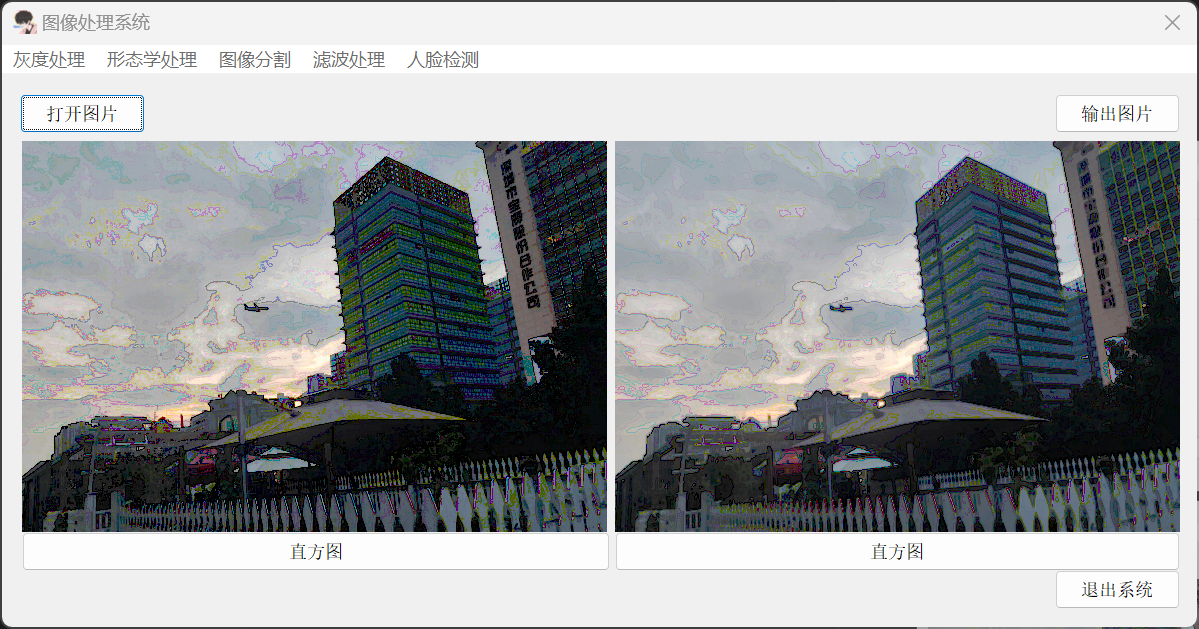 图像处理系统
灰度处理 形态学处理 图像分割 滤波处理 人脸检测
打开图片
输出图片
直方图
直方图
退出系统